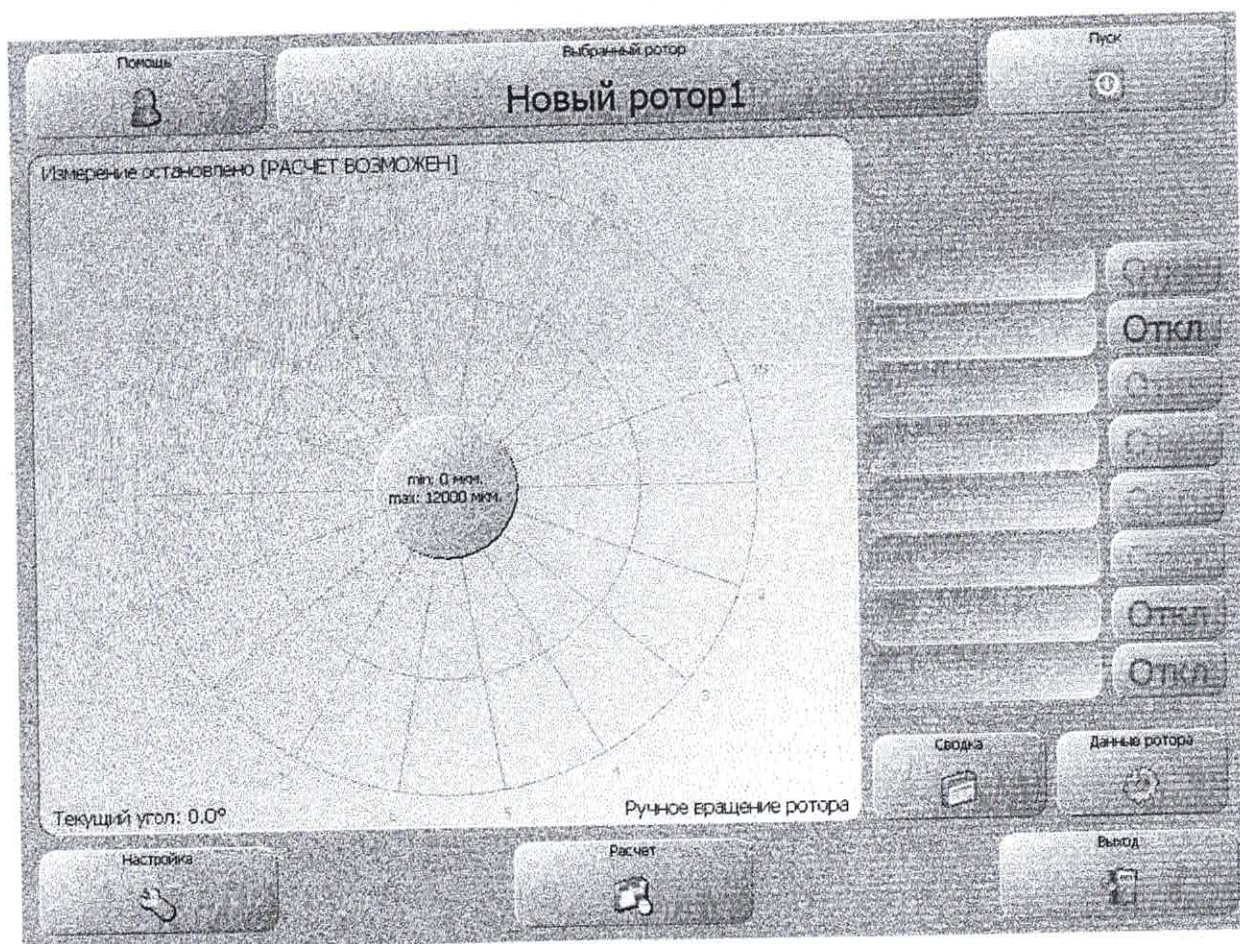 Помощь
Выбранный ротор
Новый ротор1
Пуск
Измерение остановлено [РАСЧЕТ ВОЗМОЖЕН]
Откл
min: 0 мкм.
max: 12000 мкм.
Откл
Откл
Сводка
Данные ротора
Текущий угол: 0.0°
Ручное вращение ротора
Настройка
Расчет
Выход